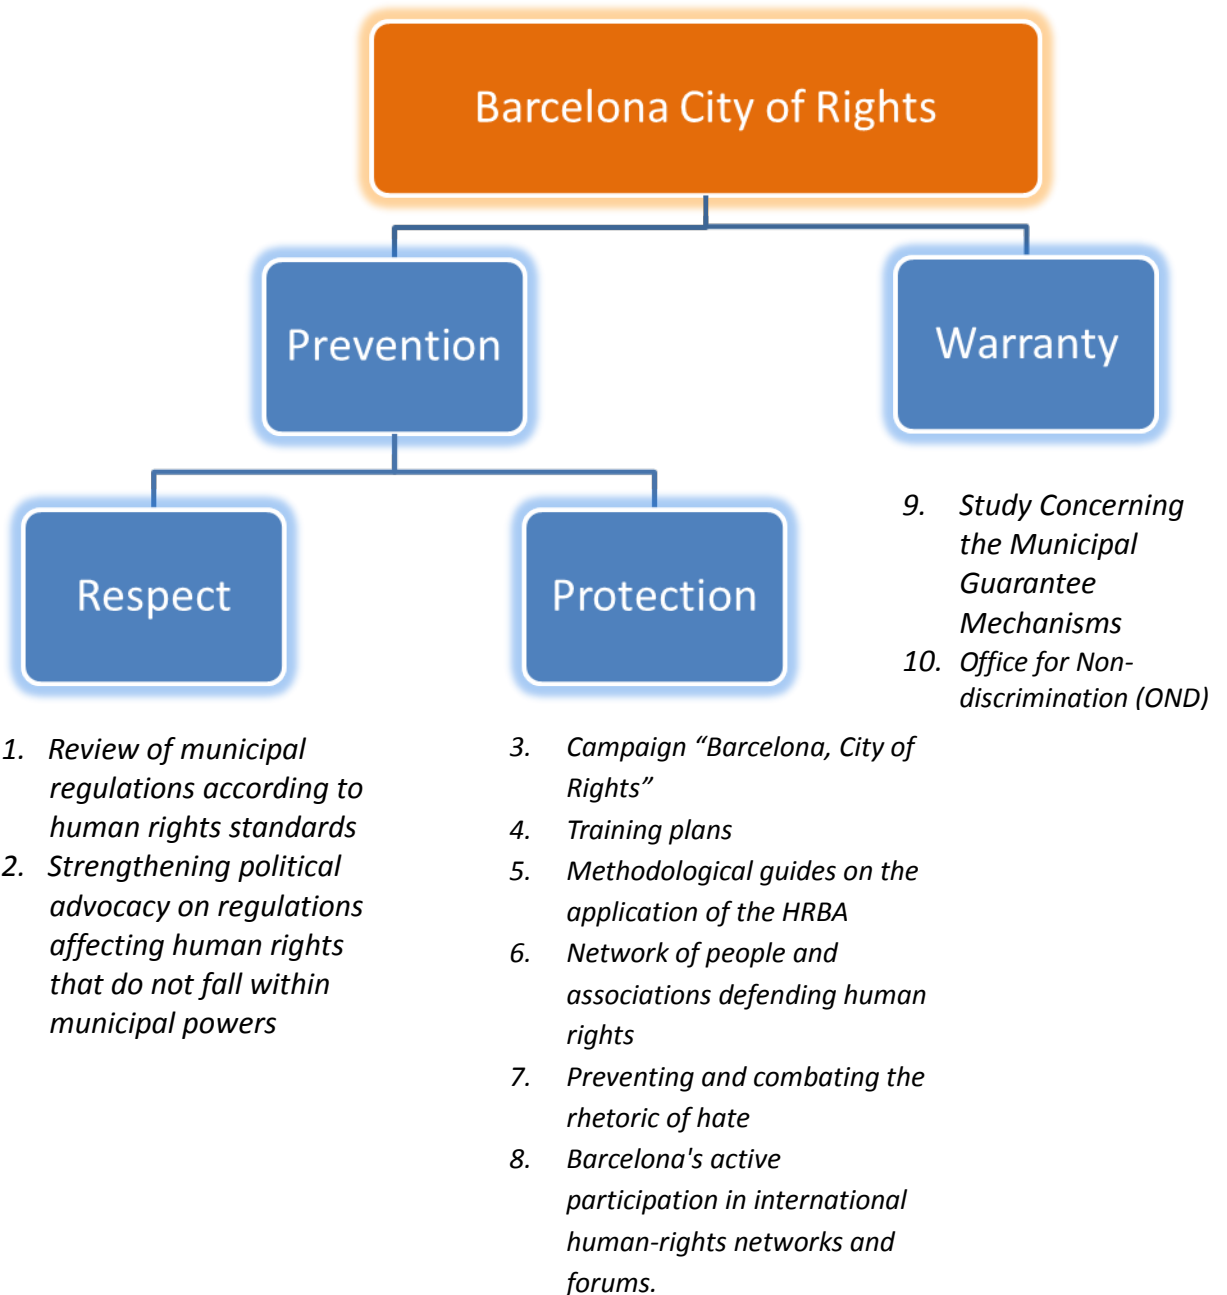 Barcelona City of Rights
Prevention
Warranty
Respect
Protection
9. Study Concerning
the Municipal
Guarantee
Mechanisms
10. Office for Non-
discrimination (OND)
1. Review of municipal
regulations according to
human rights standards
2. Strengthening political
advocacy on regulations
affecting human rights
that do not fall within
municipal powers
3. Campaign “Barcelona, City of
Rights”
4. Training plans
5. Methodological guides on the
application of the HRBA
6. Network of people and
associations defending human
rights
7. Preventing and combating the
rhetoric of hate
8. Barcelona's active
participation in international
human-rights networks and
forums.